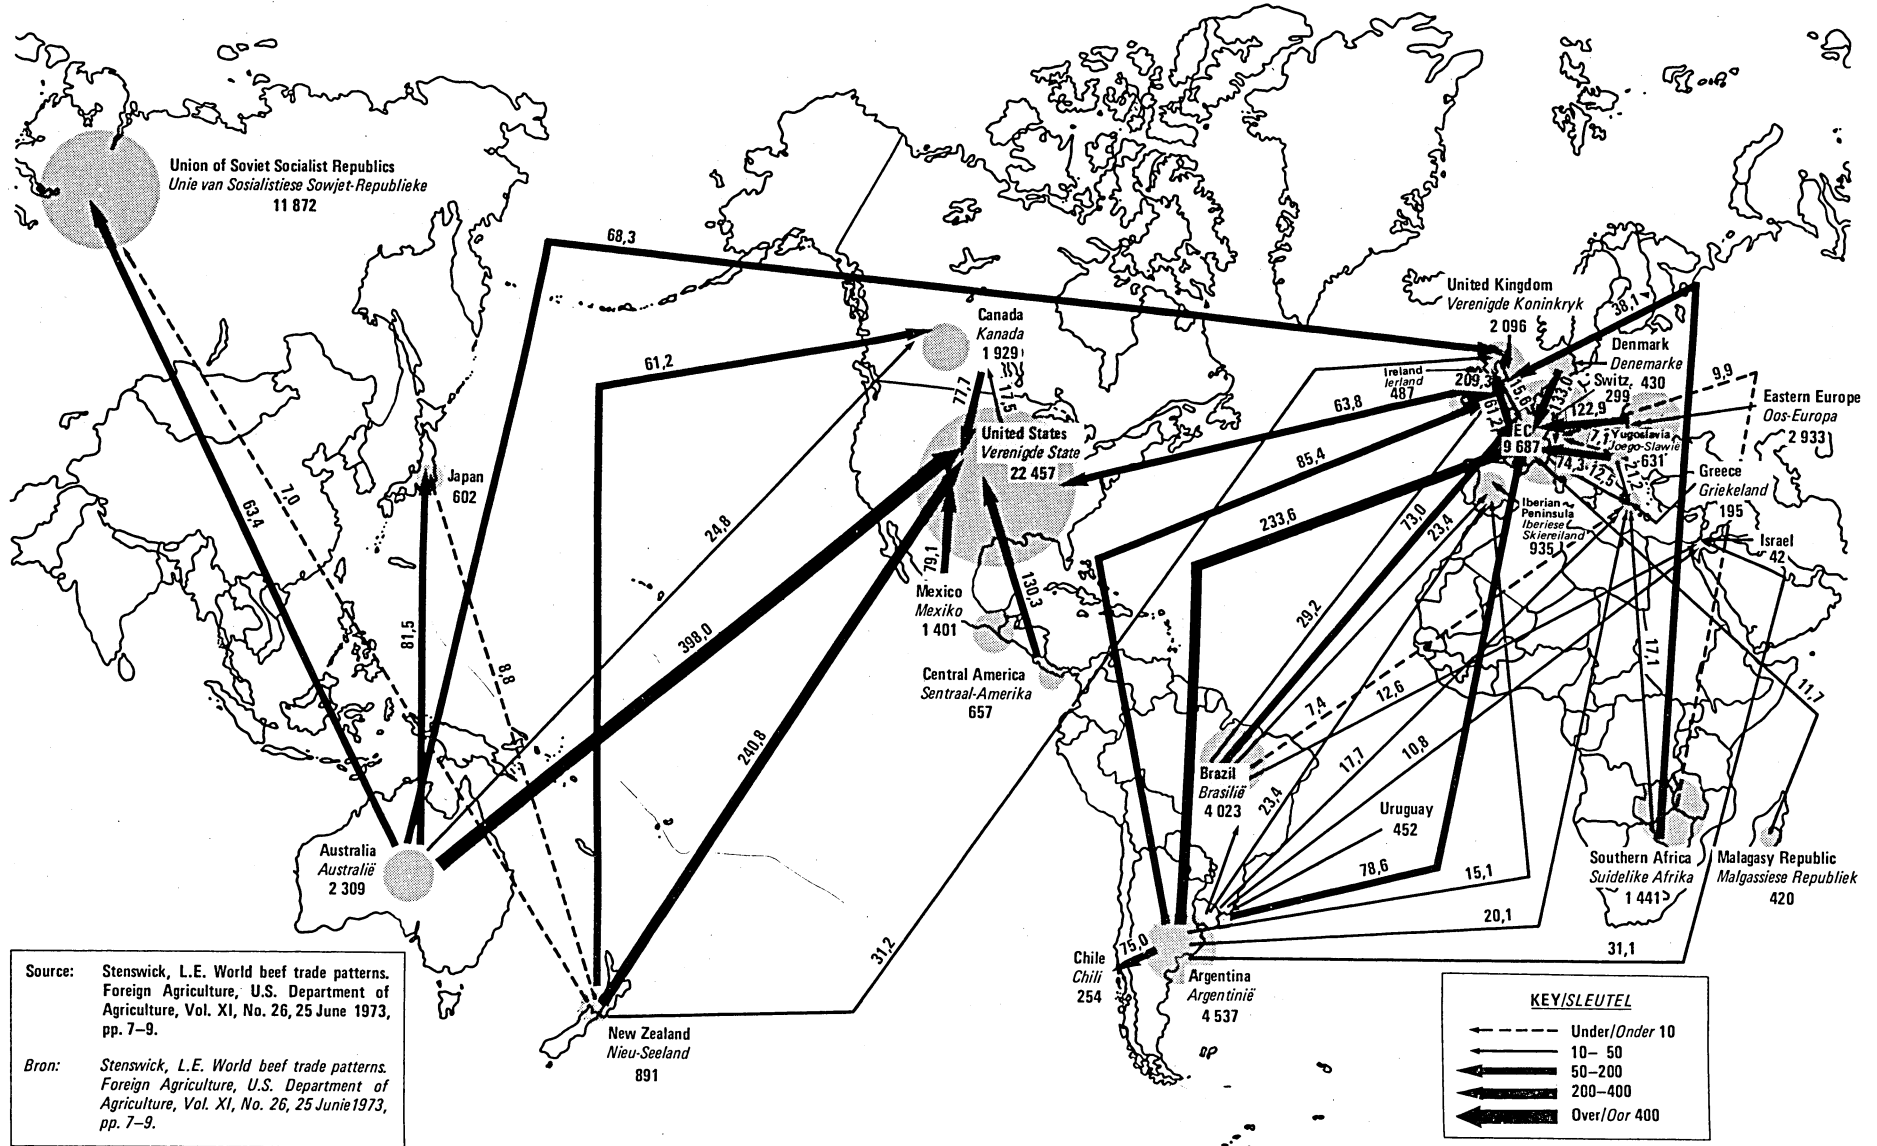 Union of Soviet Socialist Republics
Unie van Sosialistiese Sowjet-Republieke
11 872
68,3
United Kingdom
Verenigde Koninkryk
2 096
38,1
Canada
Kanada
1 929
61,2
77,7
17,5
Denmark
Denemarke
430
Ireland
Ierland
487
209,3
15,6
61,2
Switz.
299
122,9
9,9
Eastern Europe
Oos-Europa
2 933
63,8
United States
Verenigde State
22 457
EC
9 687
7,1
Yugoslavia
Joego-Slawië
631
74,3
12,5
21,2
Greece
Griekeland
195
85,4
Japan
602
7,0
63,4
24,8
233,6
73,0
23,4
Iberian
Peninsula
Iberiese
Skiereiland
935
Israel
42
79,1
Mexico
Mexiko
1 401
130,3
29,2
81,5
8,8
398,0
Central America
Sentraal-Amerika
657
17,1
7,4
12,6
11,7
240,8
17,7
10,8
Brazil
Brasilië
4 023
23,4
Uruguay
452
Australia
Australië
2 309
78,6
15,1
Southern Africa
Suidelike Afrika
1 441
Malagasy Republic
Malgassiese Republiek
420
20,1
31,2
75,0
31,1
Chile
Chili
254
Argentina
Argentinië
4 537
New Zealand
Nieu-Seeland
891
Source: Stenswick, L.E. World beef trade patterns.
Foreign Agriculture, U.S. Department of
Agriculture, Vol. XI, No. 26, 25 June 1973,
pp. 7–9.
Bron: Stenswick, L.E. World beef trade patterns.
Foreign Agriculture, U.S. Department of
Agriculture, Vol. XI, No. 26, 25 Junie 1973,
pp. 7–9.
KEY/SLEUTEL
Under/Onder 10
10– 50
50–200
200–400
Over/Oor 400